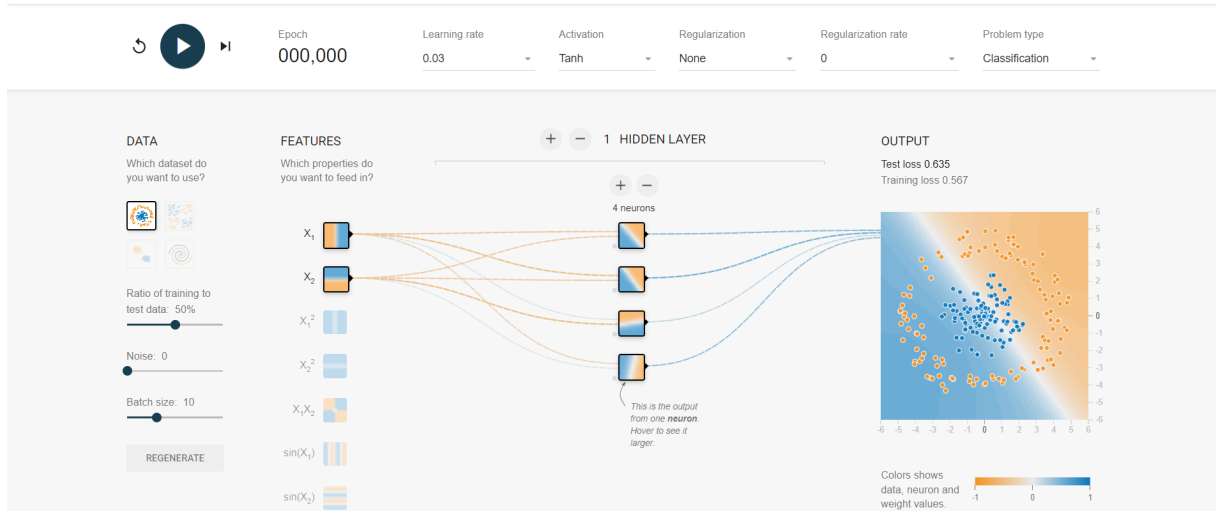 Epoch
000,000
Learning rate
0.03
Activation
Tanh
Regularization
None
Regularization rate
0
Problem type
Classification
DATA
Which dataset do
you want to use?
Ratio of training to
test data: 50%
Noise: 0
Batch size: 10
REGENERATE
FEATURES
Which properties do
you want to feed in?
X₁
X₂
X₁²
X₂²
X₁X₂
sin(X₁)
sin(X₂)
+ − 1 HIDDEN LAYER
+ −
4 neurons
This is the output
from one neuron.
Hover to see it
larger.
OUTPUT
Test loss 0.635
Training loss 0.567
6
5
4
3
2
1
0
-1
-2
-3
-4
-5
-6
-6 -5 -4 -3 -2 -1 0 1 2 3 4 5 6
Colors shows
data, neuron and
weight values.
-1 0 1